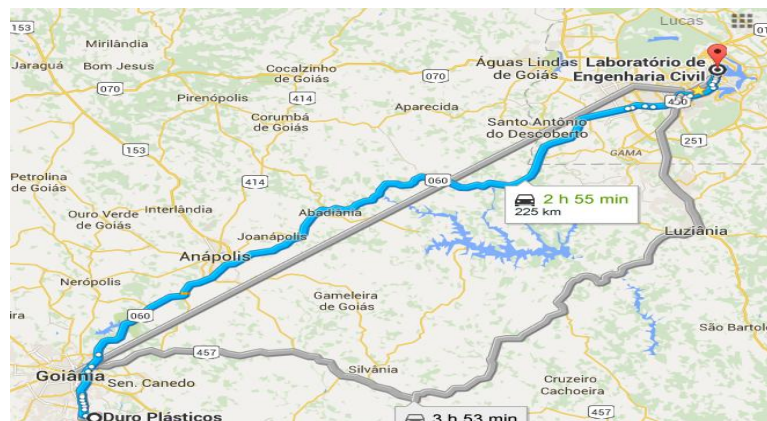 153
Mirilândia
Lucas
Jaraguá
Bom Jesus
153
Cocalzinho
de Goiás
070
Águas Lindas
de Goiás
Laboratório de
Engenharia Civil
070
Pirenópolis
414
Aparecida
450
Corumbá
de Goiás
Santo Antônio
do Descoberto
251
153
GAMA
Petrolina
de Goiás
414
060
2 h 55 min
225 km
Ouro Verde
de Goiás
Interlândia
Abadiânia
Joanápolis
Luziânia
Anápolis
Nerópolis
Gameleira
de Goiás
060
São Bartol
457
Silvânia
Goiânia
Sen. Canedo
Cruzeiro
Cachoeira
Duro Plásticos
3 h 53 min
457